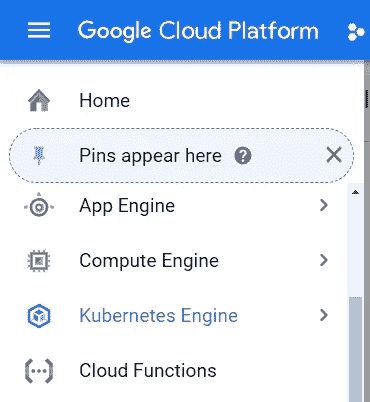 Google Cloud Platform
Home
Pins appear here ?
App Engine
Compute Engine
Kubernetes Engine
Cloud Functions